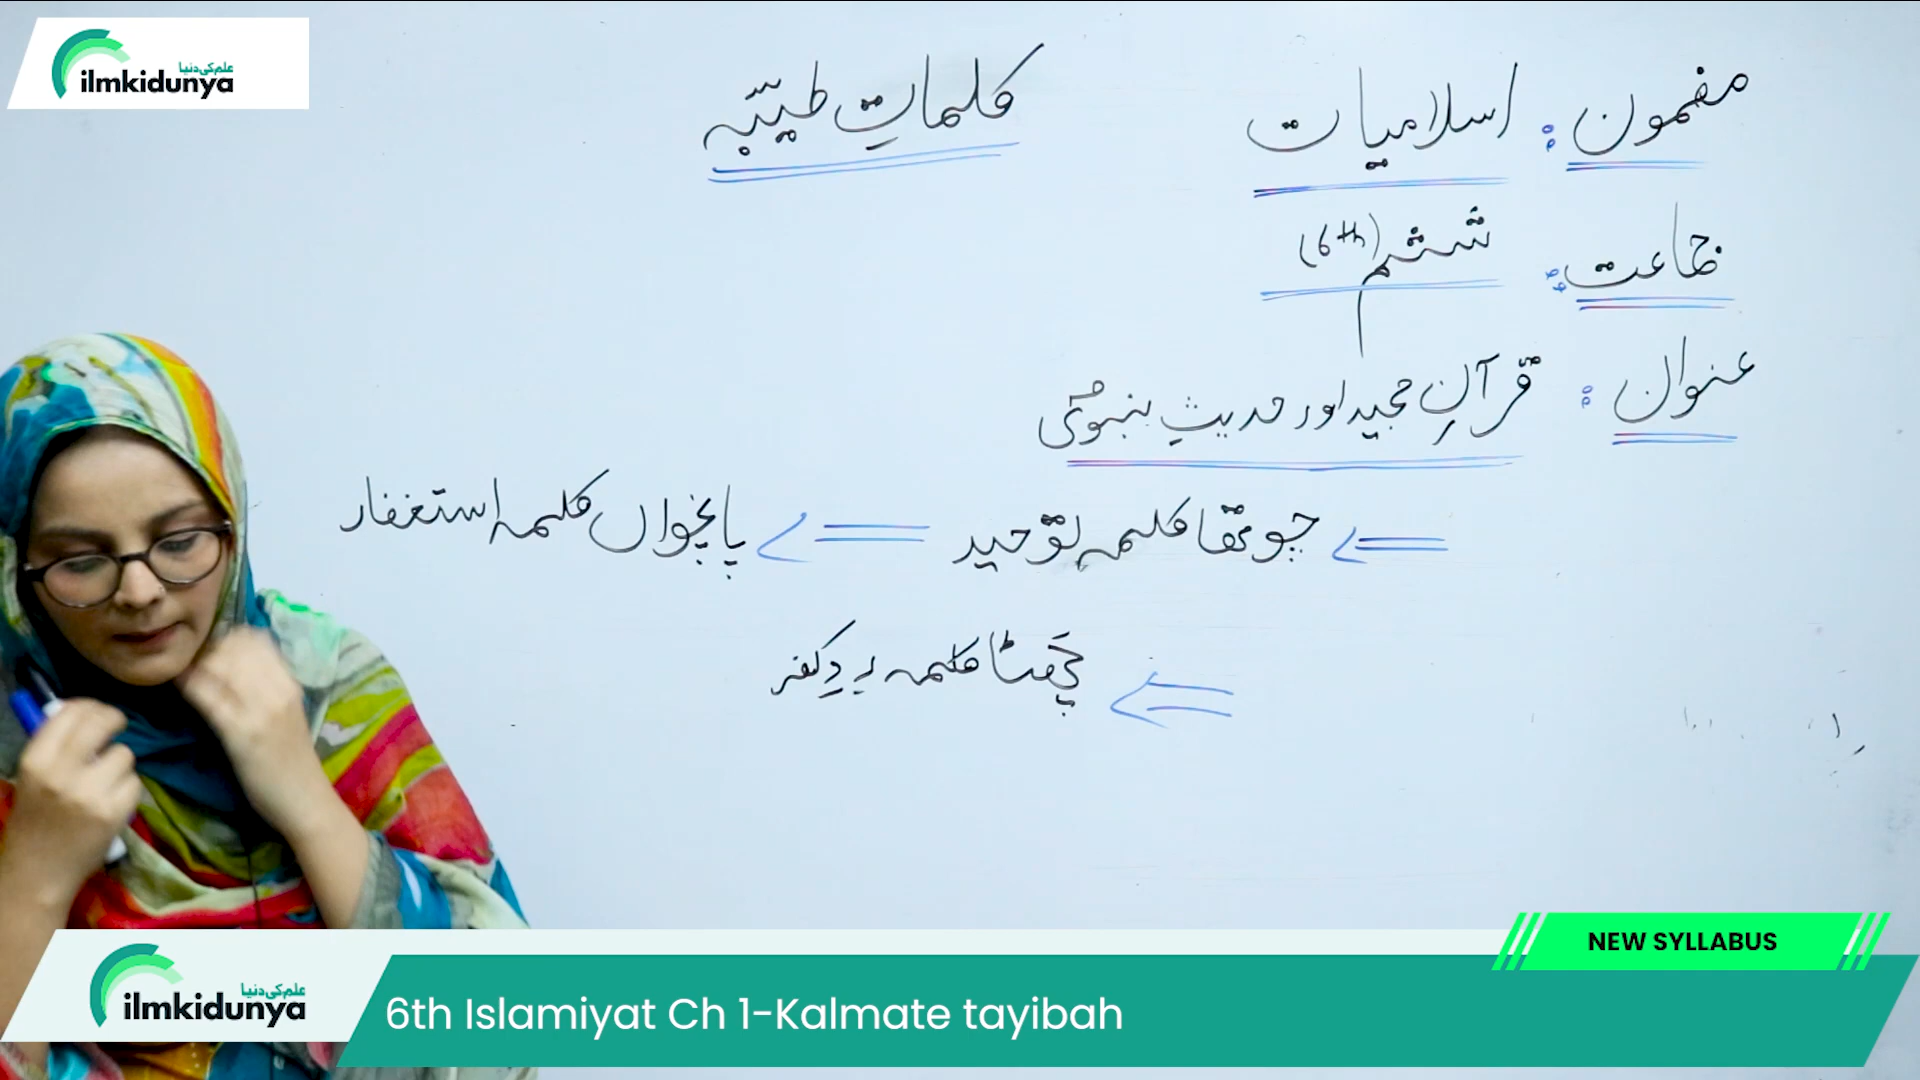 علم کی دنیا
ilmkidunya
کلماتِ طیّبہ
مضمون : اسلامیات
جماعت : ششم (6th)
عنوان : قرآنِ مجید اور حدیثِ نبویؐ
چوتھا کلمہ توحید
پانچواں کلمہ استغفار
چھٹا کلمہ ردِ کفر
NEW SYLLABUS
علم کی دنیا
ilmkidunya
6th Islamiyat Ch 1-Kalmate tayibah